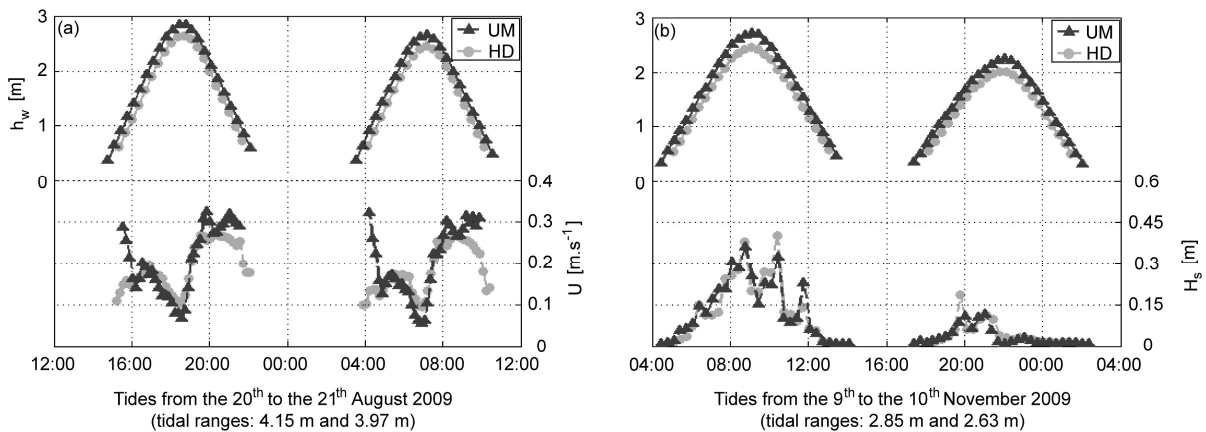 (a)
UM
HD
3
2
1
0
h_w [m]
0.4
0.3
0.2
0.1
0
U [m.s⁻¹]
12:00 16:00 20:00 00:00 04:00 08:00 12:00
Tides from the 20th to the 21th August 2009
(tidal ranges: 4.15 m and 3.97 m)
(b)
UM
HD
3
2
1
0
0.6
0.45
0.3
0.15
0
H_s [m]
04:00 08:00 12:00 16:00 20:00 00:00 04:00
Tides from the 9th to the 10th November 2009
(tidal ranges: 2.85 m and 2.63 m)